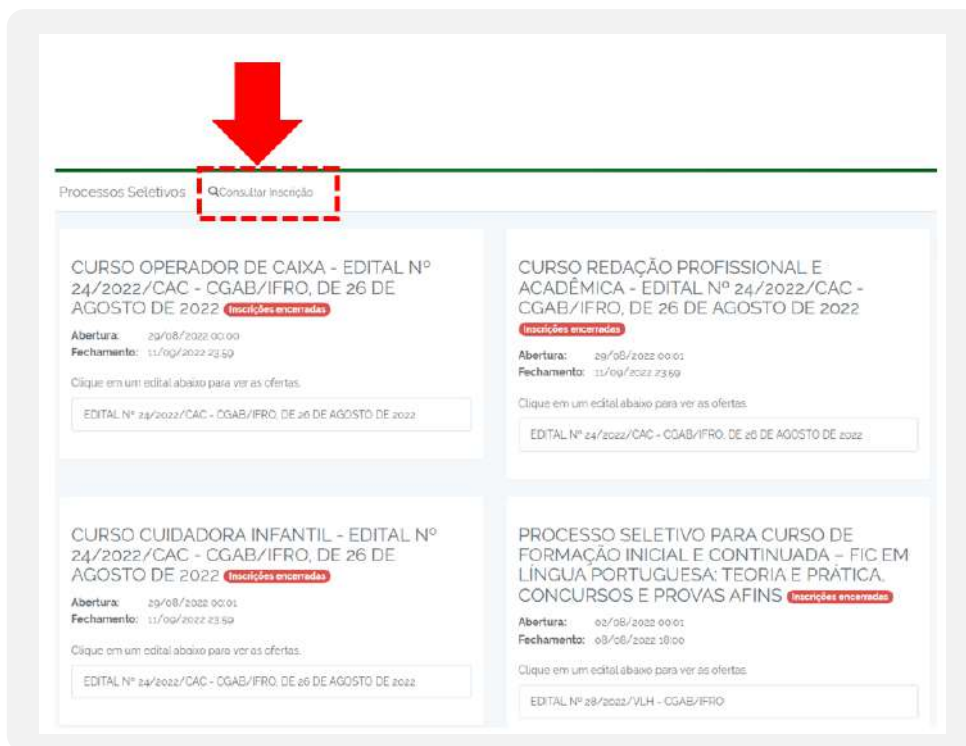 Processos Seletivos Consultar Inscrição
CURSO OPERADOR DE CAIXA - EDITAL Nº
24/2022/CAC - CGAB/IFRO, DE 26 DE
AGOSTO DE 2022 Inscrições encerradas
Abertura: 29/08/2022 00:00
Fechamento: 11/09/2022 23:59
Clique em um edital abaixo para ver as ofertas.
EDITAL Nº 24/2022/CAC - CGAB/IFRO, DE 26 DE AGOSTO DE 2022
CURSO REDAÇÃO PROFISSIONAL E
ACADÊMICA - EDITAL Nº 24/2022/CAC -
CGAB/IFRO, DE 26 DE AGOSTO DE 2022
Inscrições encerradas
Abertura: 29/08/2022 00:01
Fechamento: 11/09/2022 23:59
Clique em um edital abaixo para ver as ofertas.
EDITAL Nº 24/2022/CAC - CGAB/IFRO, DE 26 DE AGOSTO DE 2022
CURSO CUIDADORA INFANTIL - EDITAL Nº
24/2022/CAC - CGAB/IFRO, DE 26 DE
AGOSTO DE 2022 Inscrições encerradas
Abertura: 29/08/2022 00:01
Fechamento: 11/09/2022 23:59
Clique em um edital abaixo para ver as ofertas.
EDITAL Nº 24/2022/CAC - CGAB/IFRO, DE 26 DE AGOSTO DE 2022
PROCESSO SELETIVO PARA CURSO DE
FORMAÇÃO INICIAL E CONTINUADA – FIC EM
LÍNGUA PORTUGUESA: TEORIA E PRÁTICA,
CONCURSOS E PROVAS AFINS Inscrições encerradas
Abertura: 02/08/2022 00:01
Fechamento: 08/08/2022 18:00
Clique em um edital abaixo para ver as ofertas.
EDITAL Nº 28/2022/VLH - CGAB/IFRO